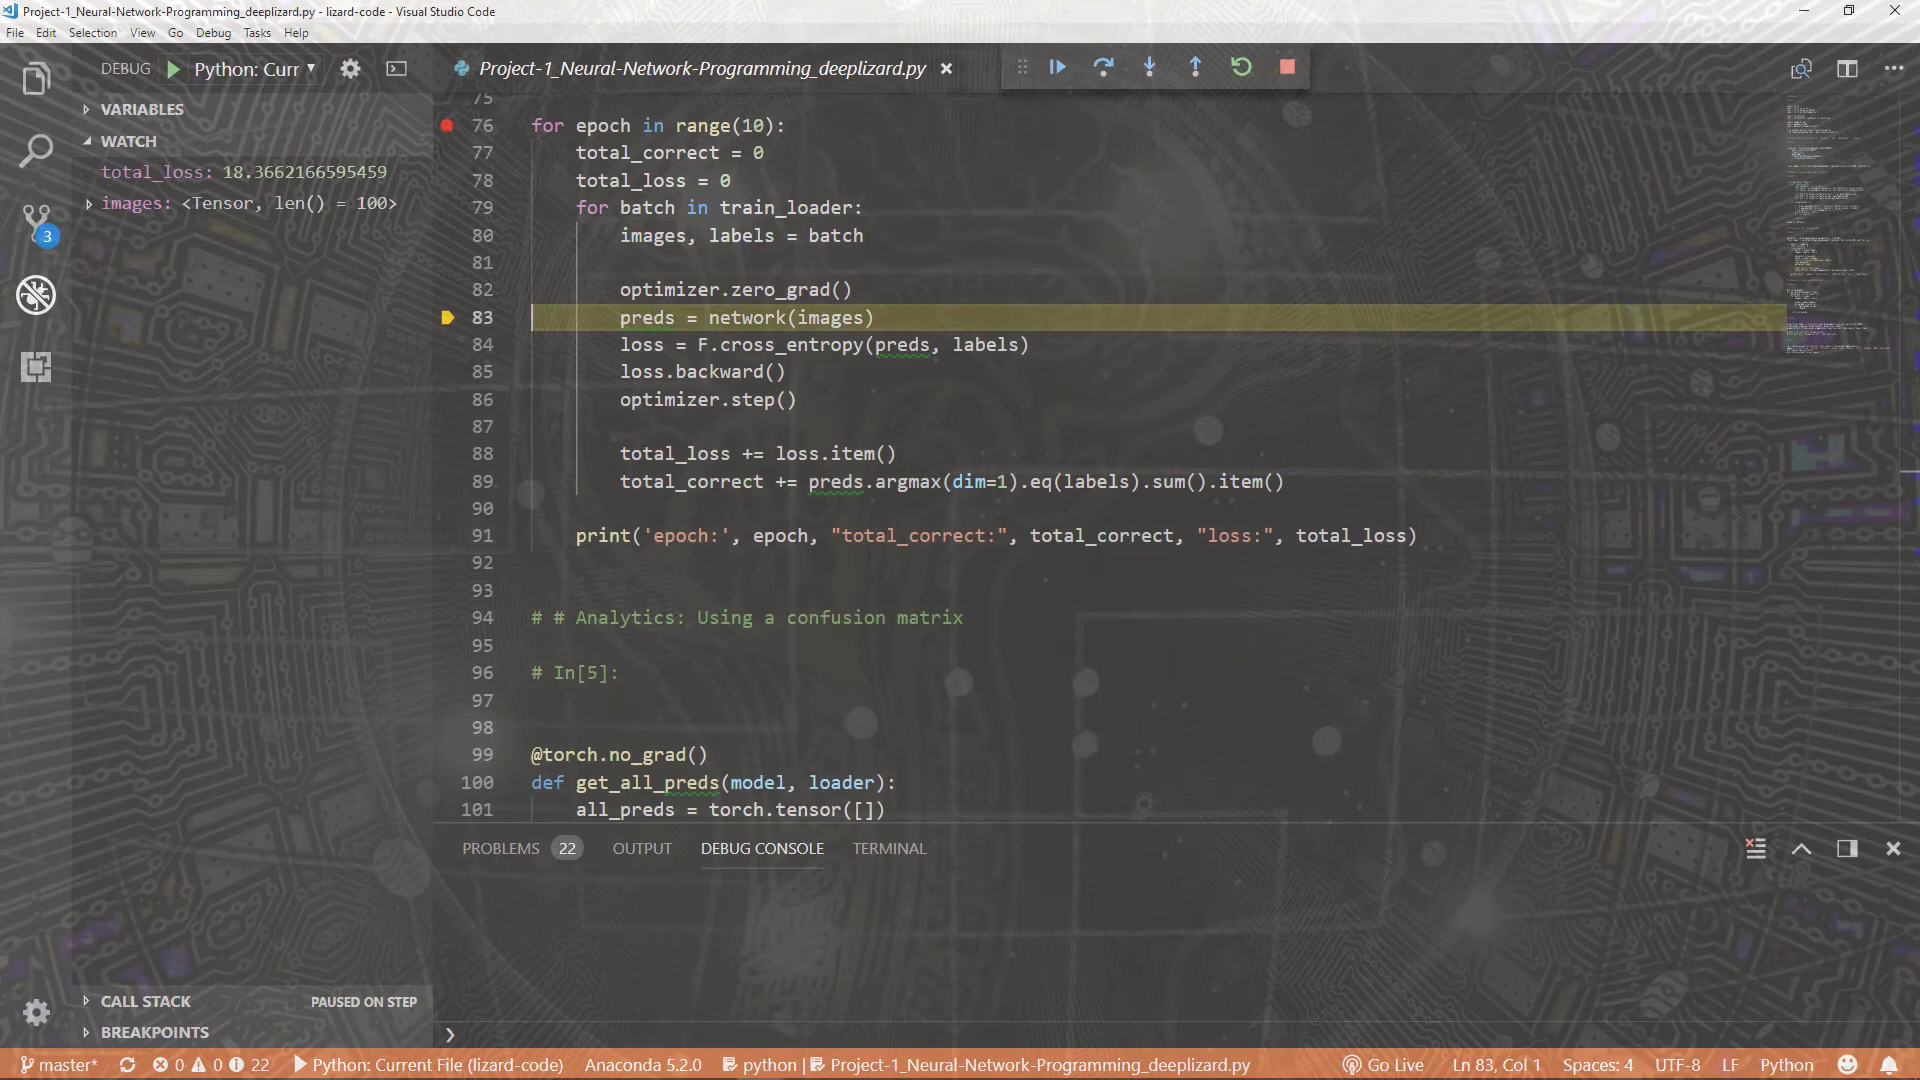 Project-1_Neural-Network-Programming_deeplizard.py - lizard-code - Visual Studio Code
File Edit Selection View Go Debug Tasks Help
DEBUG Python: Curr
Project-1_Neural-Network-Programming_deeplizard.py
VARIABLES
WATCH
total_loss: 18.3662166595459
images: <Tensor, len() = 100>
3
75
76 for epoch in range(10):
77 total_correct = 0
78 total_loss = 0
79 for batch in train_loader:
80 images, labels = batch
81
82 optimizer.zero_grad()
83 preds = network(images)
84 loss = F.cross_entropy(preds, labels)
85 loss.backward()
86 optimizer.step()
87
88 total_loss += loss.item()
89 total_correct += preds.argmax(dim=1).eq(labels).sum().item()
90
91 print('epoch:', epoch, "total_correct:", total_correct, "loss:", total_loss)
92
93
94 # # Analytics: Using a confusion matrix
95
96 # In[5]:
97
98
99 @torch.no_grad()
100 def get_all_preds(model, loader):
101 all_preds = torch.tensor([])
PROBLEMS 22 OUTPUT DEBUG CONSOLE TERMINAL
CALL STACK PAUSED ON STEP
BREAKPOINTS
master* 0 0 22 Python: Current File (lizard-code) Anaconda 5.2.0 python | Project-1_Neural-Network-Programming_deeplizard.py Go Live Ln 83, Col 1 Spaces: 4 UTF-8 LF Python